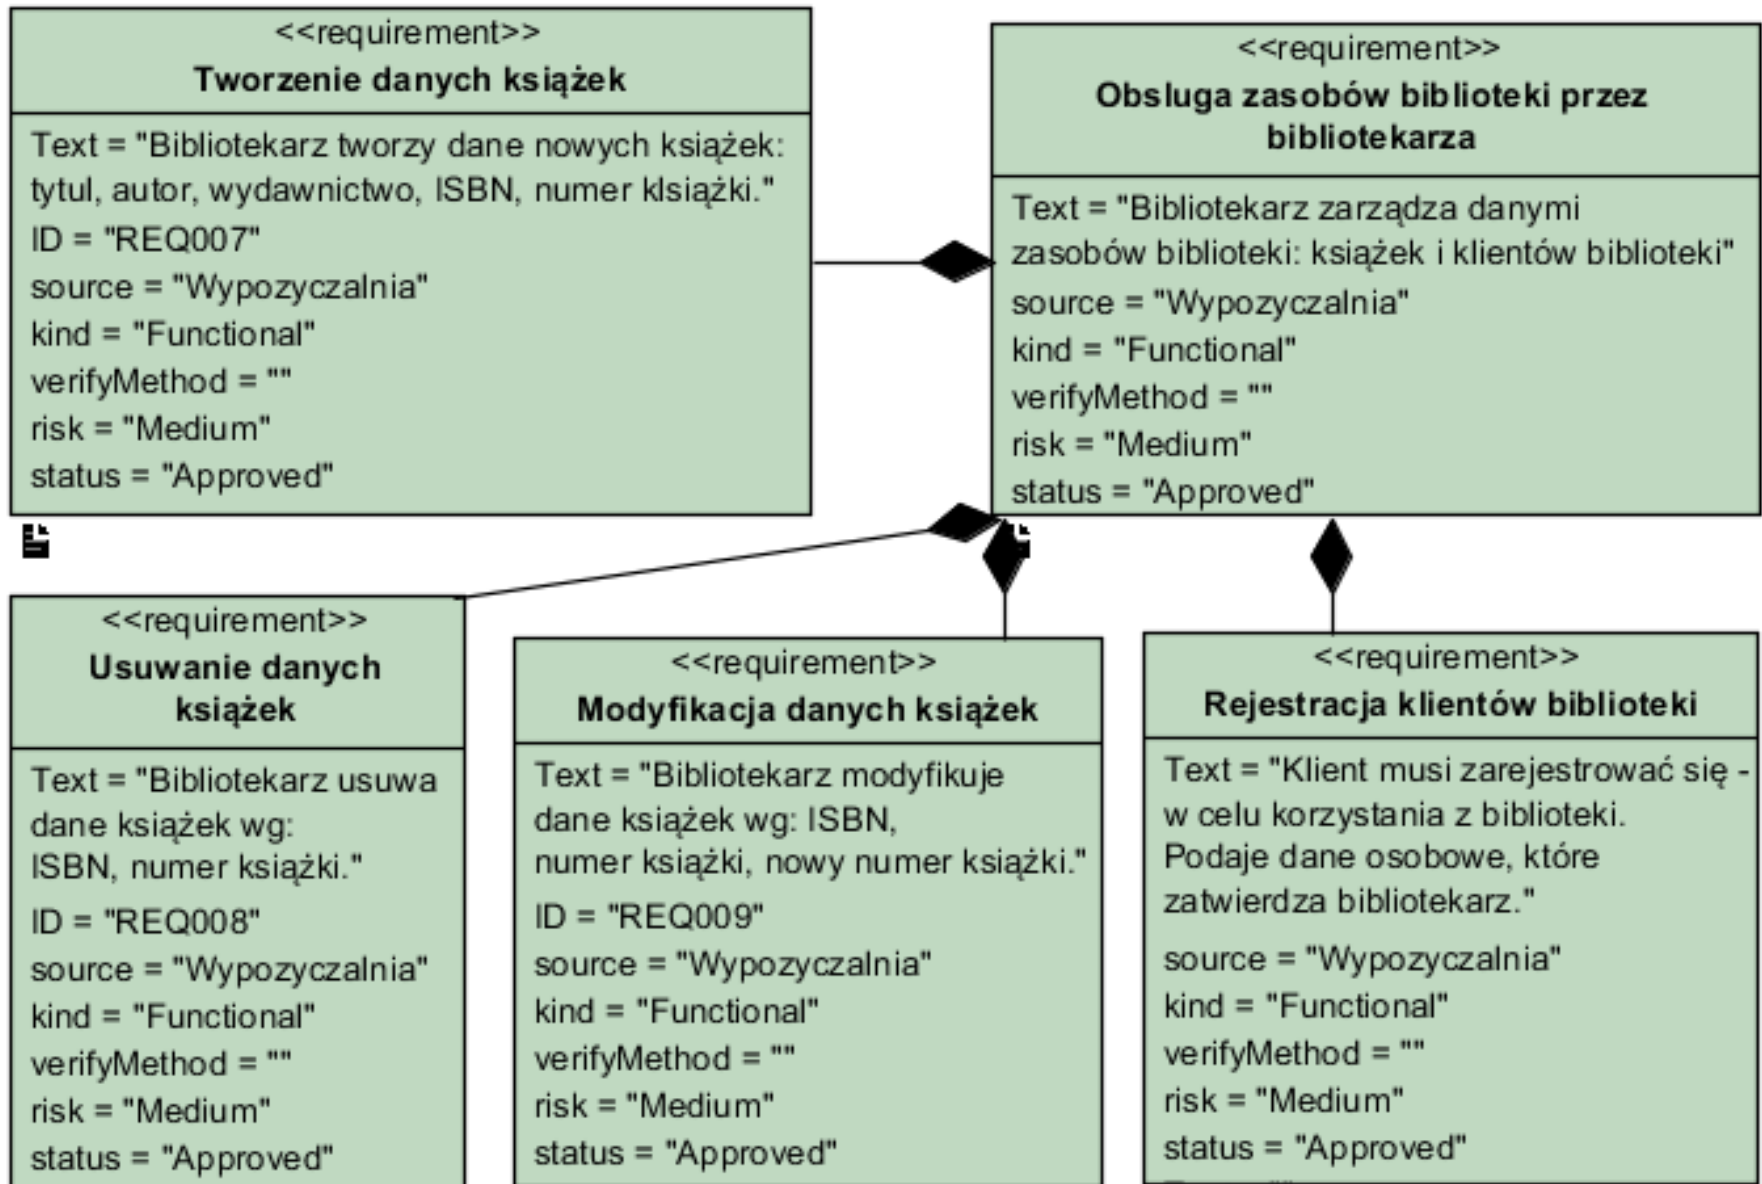 <<requirement>>
Tworzenie danych książek
Text = "Bibliotekarz tworzy dane nowych książek:
tytul, autor, wydawnictwo, ISBN, numer klsiążki."
ID = "REQ007"
source = "Wypozyczalnia"
kind = "Functional"
verifyMethod = ""
risk = "Medium"
status = "Approved"
<<requirement>>
Obsluga zasobów biblioteki przez
bibliotekarza
Text = "Bibliotekarz zarządza danymi
zasobów biblioteki: książek i klientów biblioteki"
source = "Wypozyczalnia"
kind = "Functional"
verifyMethod = ""
risk = "Medium"
status = "Approved"
<<requirement>>
Usuwanie danych
książek
Text = "Bibliotekarz usuwa
dane książek wg:
ISBN, numer książki."
ID = "REQ008"
source = "Wypozyczalnia"
kind = "Functional"
verifyMethod = ""
risk = "Medium"
status = "Approved"
<<requirement>>
Modyfikacja danych książek
Text = "Bibliotekarz modyfikuje
dane książek wg: ISBN,
numer książki, nowy numer książki."
ID = "REQ009"
source = "Wypozyczalnia"
kind = "Functional"
verifyMethod = ""
risk = "Medium"
status = "Approved"
<<requirement>>
Rejestracja klientów biblioteki
Text = "Klient musi zarejestrować się -
w celu korzystania z biblioteki.
Podaje dane osobowe, które
zatwierdza bibliotekarz."
source = "Wypozyczalnia"
kind = "Functional"
verifyMethod = ""
risk = "Medium"
status = "Approved"